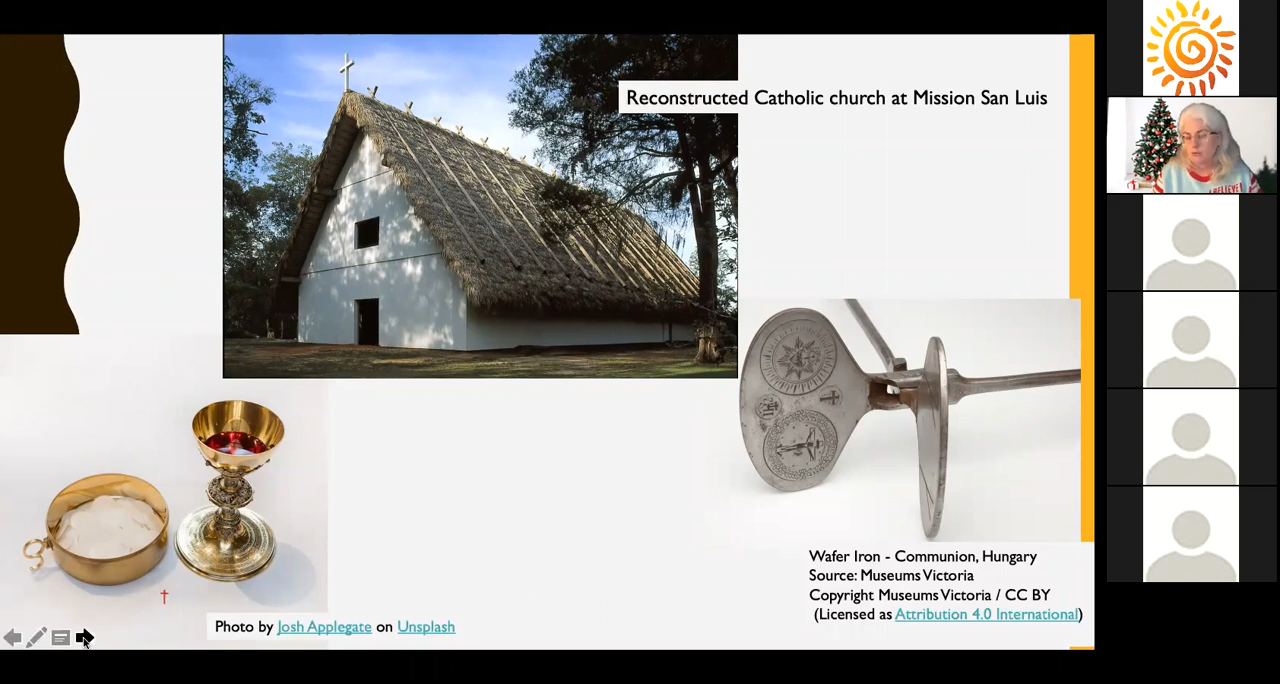 Reconstructed Catholic church at Mission San Luis
BELIEVE
Wafer Iron - Communion, Hungary
Source: Museums Victoria
Copyright Museums Victoria / CC BY
(Licensed as Attribution 4.0 International)
Photo by Josh Applegate on Unsplash